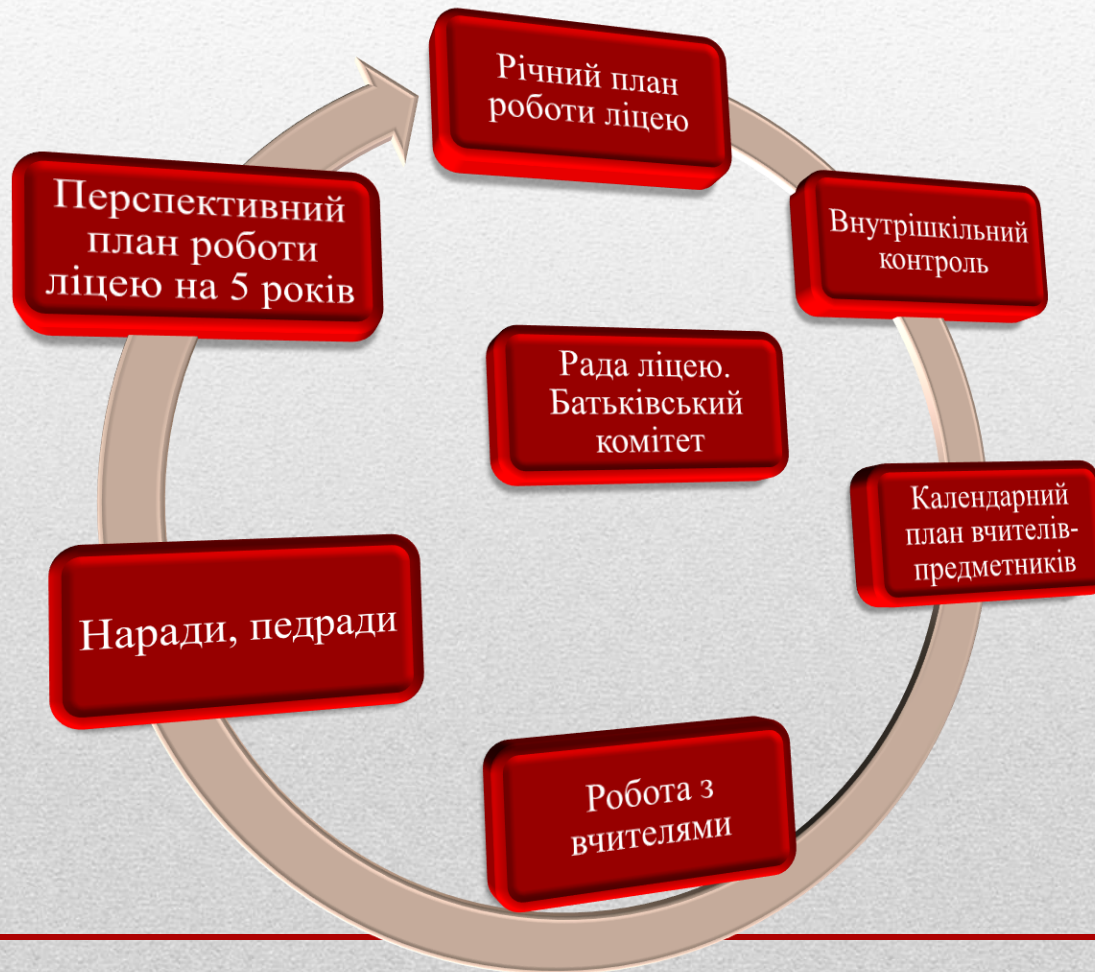 Річний план
роботи ліцею
Внутрішкільний
контроль
Календарний
план вчителів-
предметників
Робота з
вчителями
Наради, педради
Перспективний
план роботи
ліцею на 5 років
Рада ліцею.
Батьківський
комітет